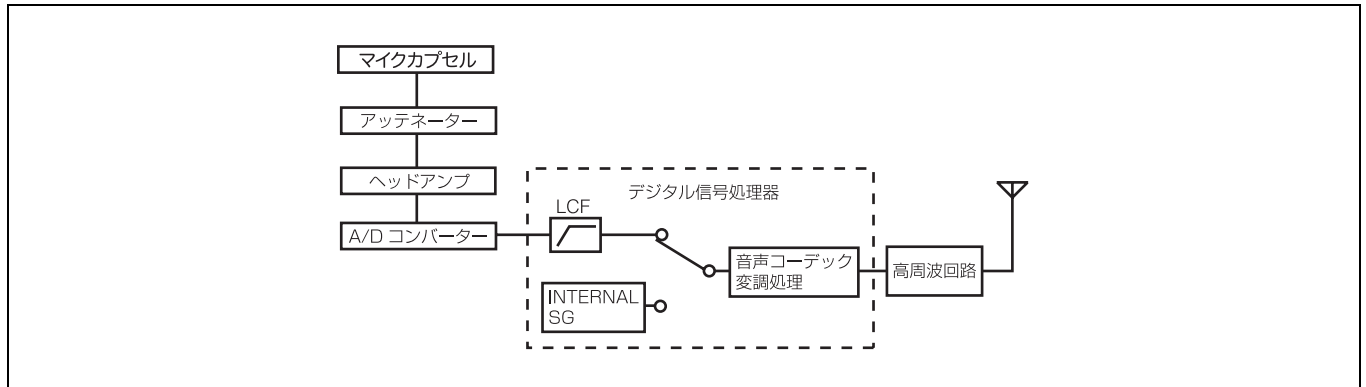 マイクカプセル
アッテネーター
ヘッドアンプ
A/D コンバーター
デジタル信号処理器
LCF
INTERNAL
SG
音声コーデック
変調処理
高周波回路